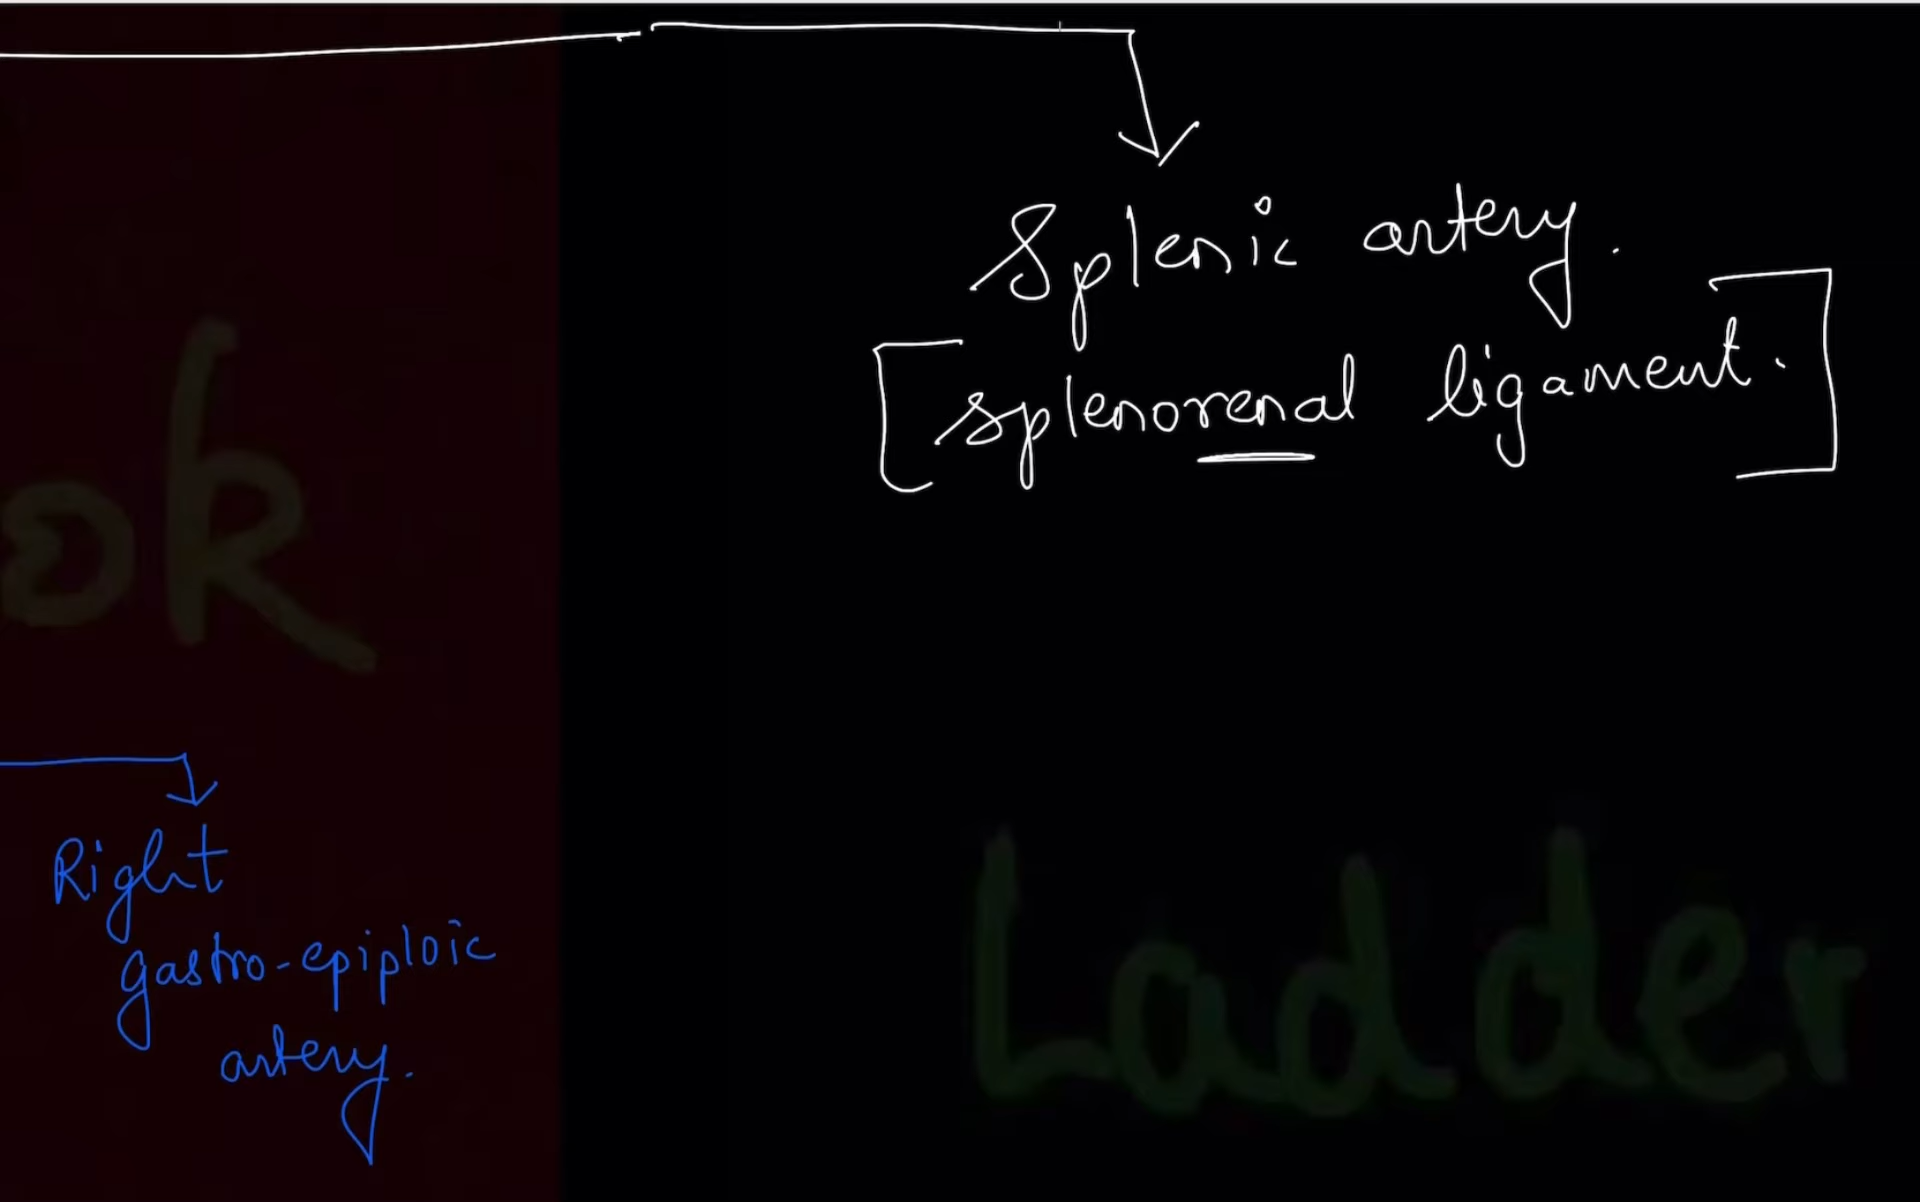 Splenic artery.
[splenorenal ligament.]
ok
Right
gastro-epiploic
artery.
Ladder